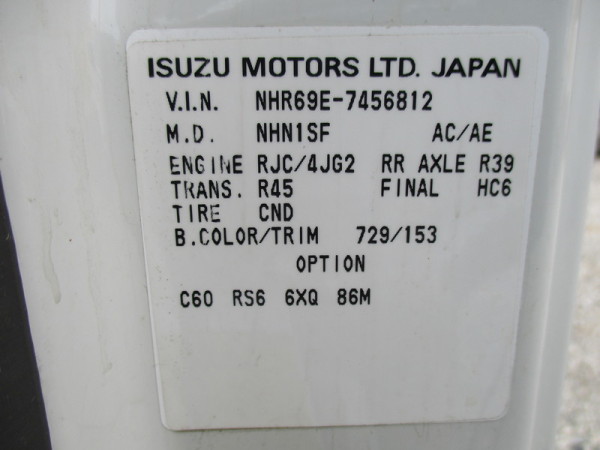 ISUZU MOTORS LTD. JAPAN
V.I.N. NHR69E-7456812
M.D. NHN1SF AC/AE
ENGINE RJC/4JG2 RR AXLE R39
TRANS. R45 FINAL HC6
TIRE CND
B.COLOR/TRIM 729/153
OPTION
C60 RS6 6XQ 86M